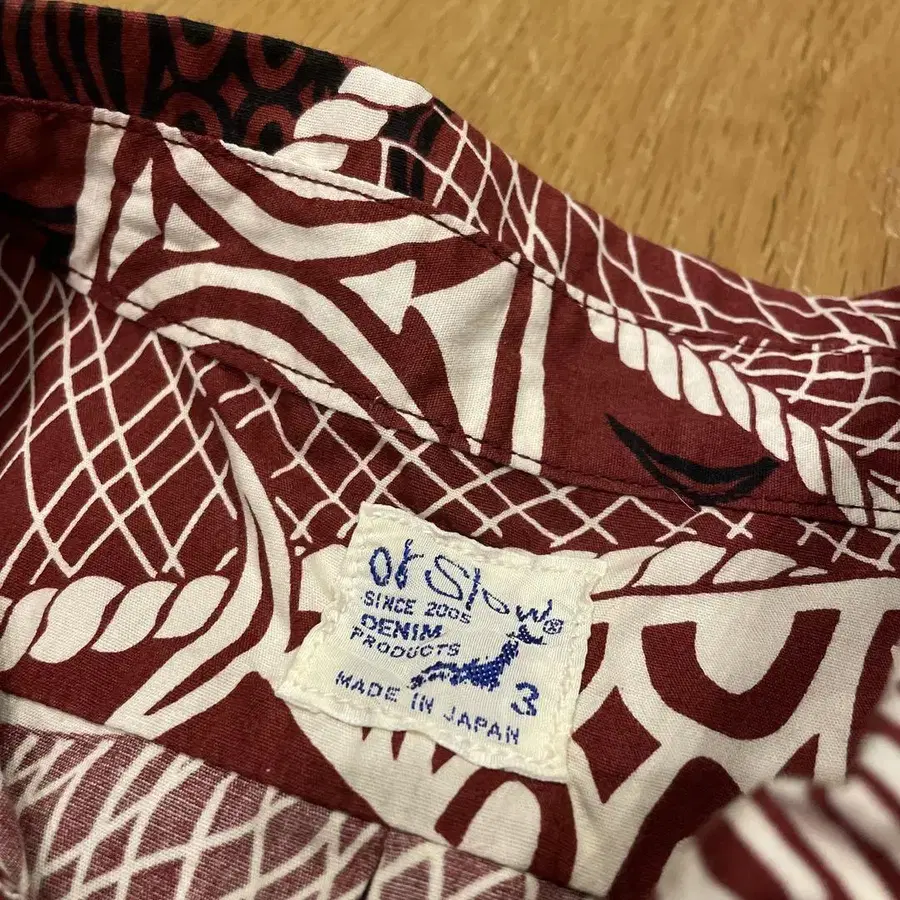 Or Slow
SINCE 2005
DENIM ®
PRODUCTS
3
MADE IN JAPAN